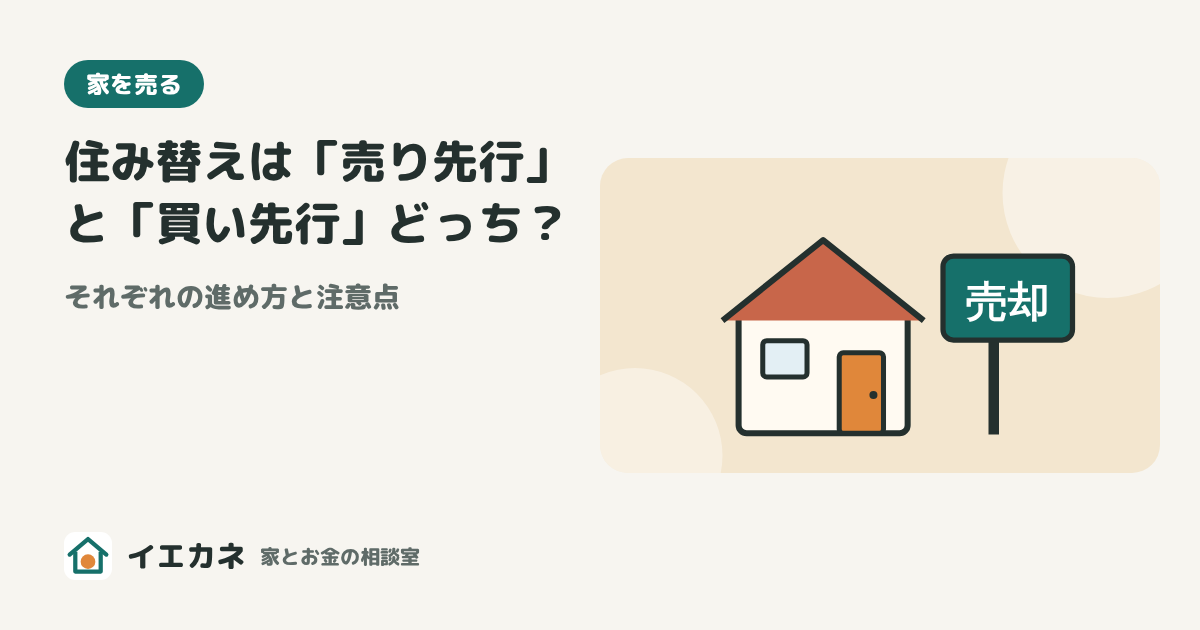 家を売る
住み替えは「売り先行」
と「買い先行」どっち？
それぞれの進め方と注意点
売却
イエカネ 家とお金の相談室